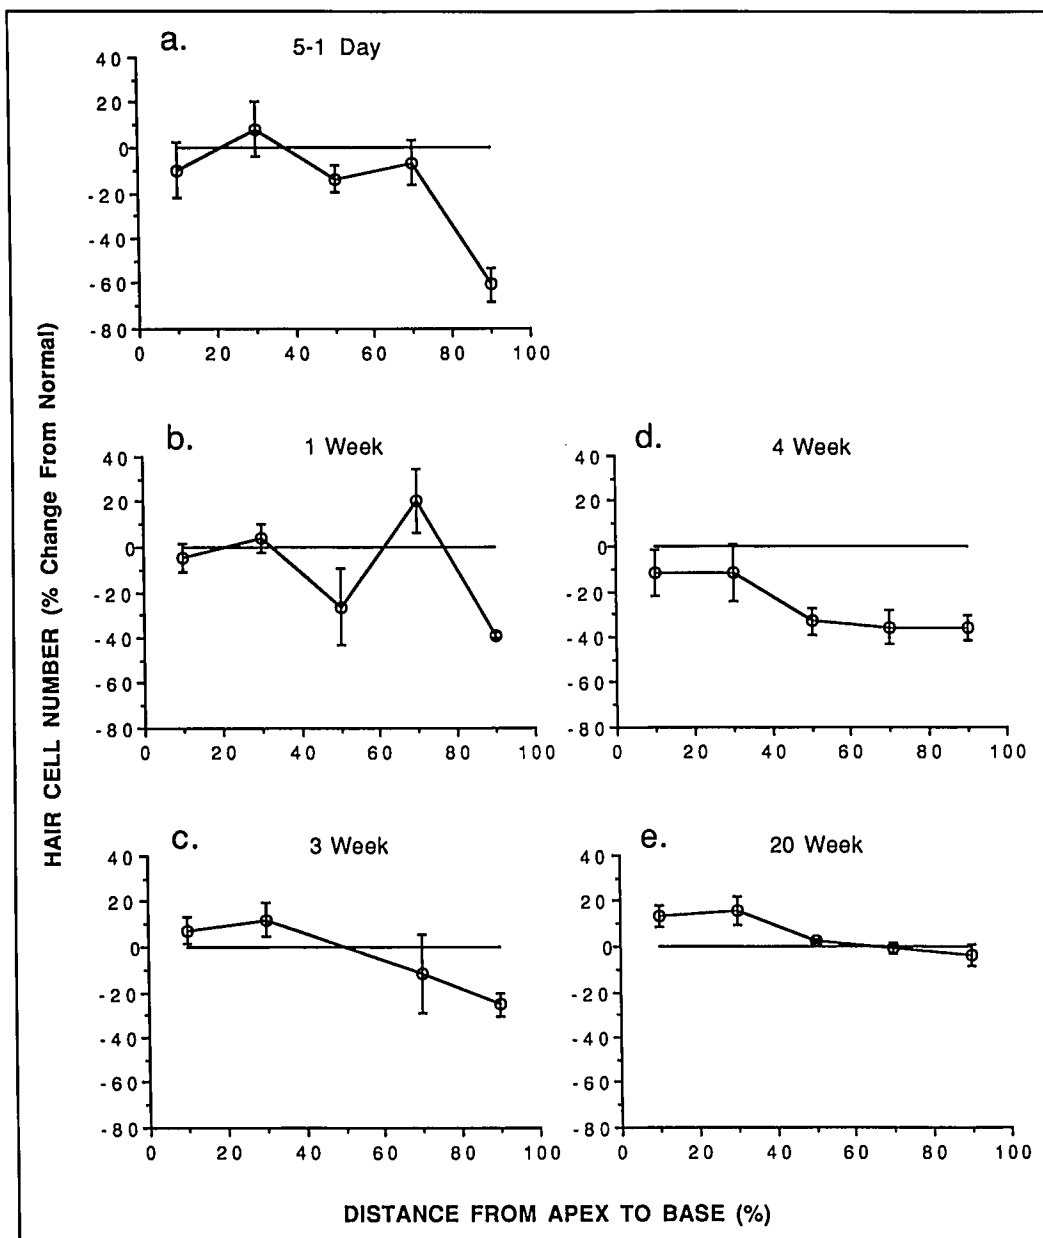 a.
5-1 Day
40
20
0
-20
-40
-60
-80
0 20 40 60 80 100
HAIR CELL NUMBER (% Change From Normal)
b.
1 Week
40
20
0
-20
-40
-60
-80
0 20 40 60 80 100
d.
4 Week
40
20
0
-20
-40
-60
-80
0 20 40 60 80 100
c.
3 Week
40
20
0
-20
-40
-60
-80
0 20 40 60 80 100
e.
20 Week
40
20
0
-20
-40
-60
-80
0 20 40 60 80 100
DISTANCE FROM APEX TO BASE (%)